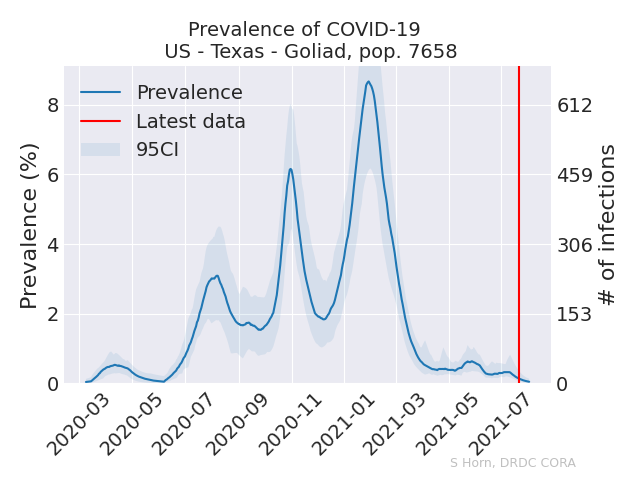 Prevalence of COVID-19
US - Texas - Goliad, pop. 7658
Prevalence
Latest data
95CI
Prevalence (%)
8
6
4
2
0
612
459
306
153
0
# of infections
2020-03
2020-05
2020-07
2020-09
2020-11
2021-01
2021-03
2021-05
2021-07
S Horn, DRDC CORA